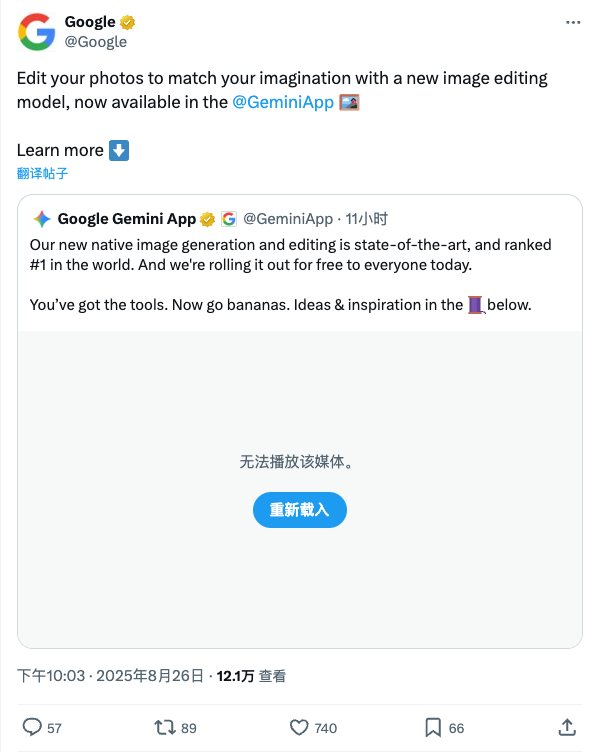 Google
@Google
Edit your photos to match your imagination with a new image editing
model, now available in the @GeminiApp
Learn more
翻译帖子
Google Gemini App @GeminiApp · 11小时
Our new native image generation and editing is state-of-the-art, and ranked
#1 in the world. And we're rolling it out for free to everyone today.
You’ve got the tools. Now go bananas. Ideas & inspiration in the 🧵 below.
无法播放该媒体。
重新载入
下午10:03 · 2025年8月26日 · 12.1万 查看
57 89 740 66